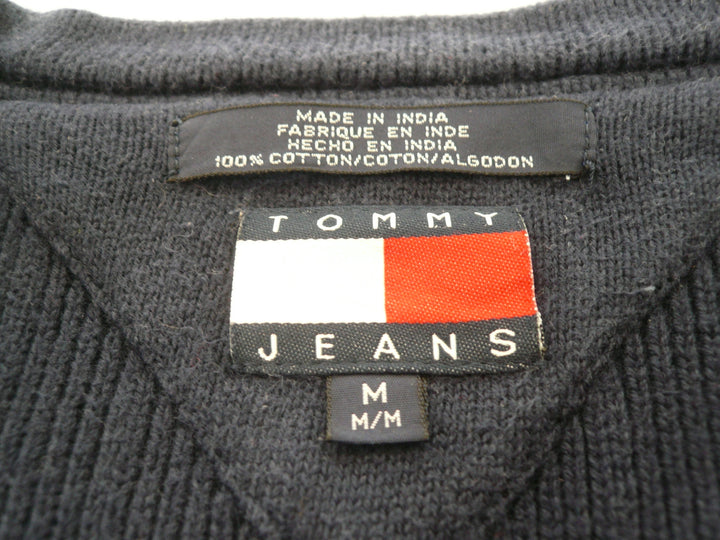 MADE IN INDIA
FABRIQUE EN INDE
HECHO EN INDIA
100% COTTON/COTON/ALGODON
TOMMY
JEANS
M
M/M